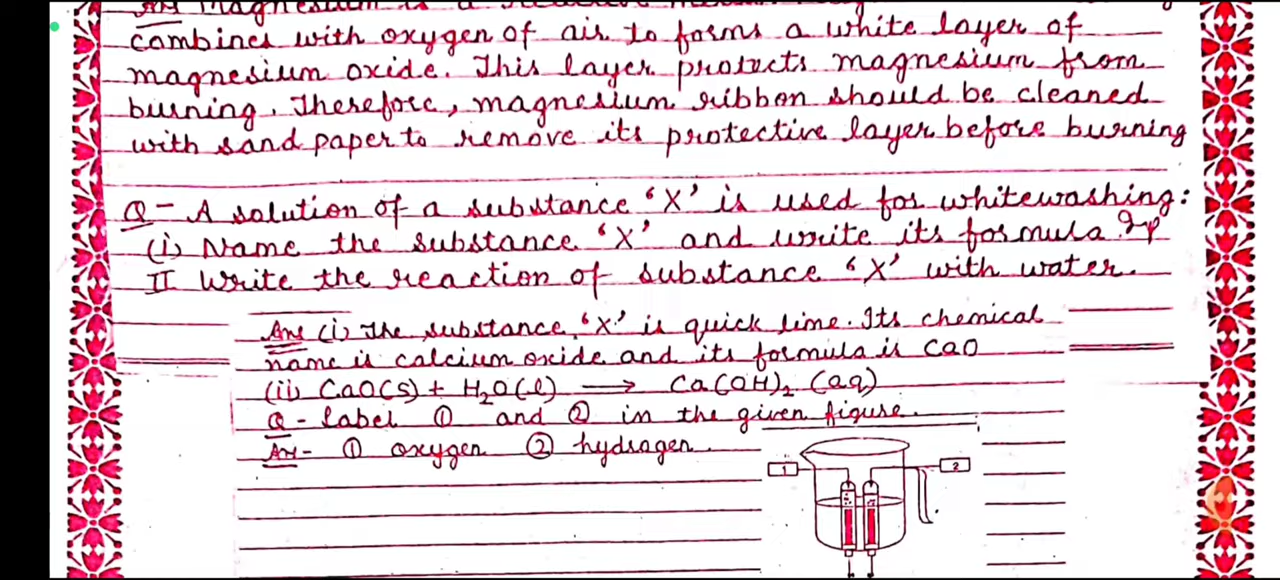 Magnesium is a
combines with oxygen of air to forms a white layer of
magnesium oxide. This layer protects magnesium from
burning. Therefore, magnesium ribbon should be cleaned
with sand paper to remove its protective layer before burning
Q - A solution of a substance 'X' is used for whitewashing:
(i) Name the substance 'X' and write its formula Imp
II Write the reaction of substance 'X' with water.
Ans (i) The substance 'X' is quick lime. Its chemical
name is calcium oxide and its formula is CaO
(ii) CaO(s) + H₂O(l) ⟶ Ca(OH)₂ (aq)
Q - Label ① and ② in the given figure.
Ans - ① oxygen ② hydrogen.
1
2